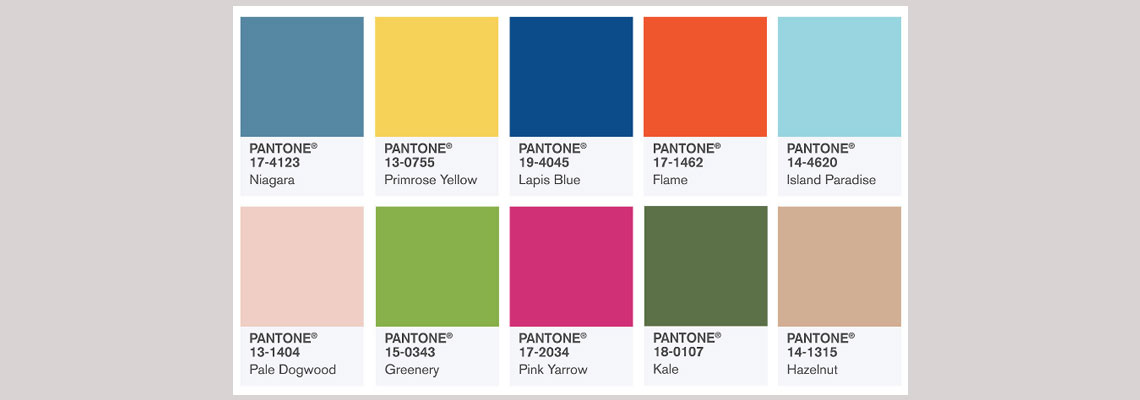 PANTONE®
17-4123
Niagara
PANTONE®
13-0755
Primrose Yellow
PANTONE®
19-4045
Lapis Blue
PANTONE®
17-1462
Flame
PANTONE®
14-4620
Island Paradise
PANTONE®
13-1404
Pale Dogwood
PANTONE®
15-0343
Greenery
PANTONE®
17-2034
Pink Yarrow
PANTONE®
18-0107
Kale
PANTONE®
14-1315
Hazelnut